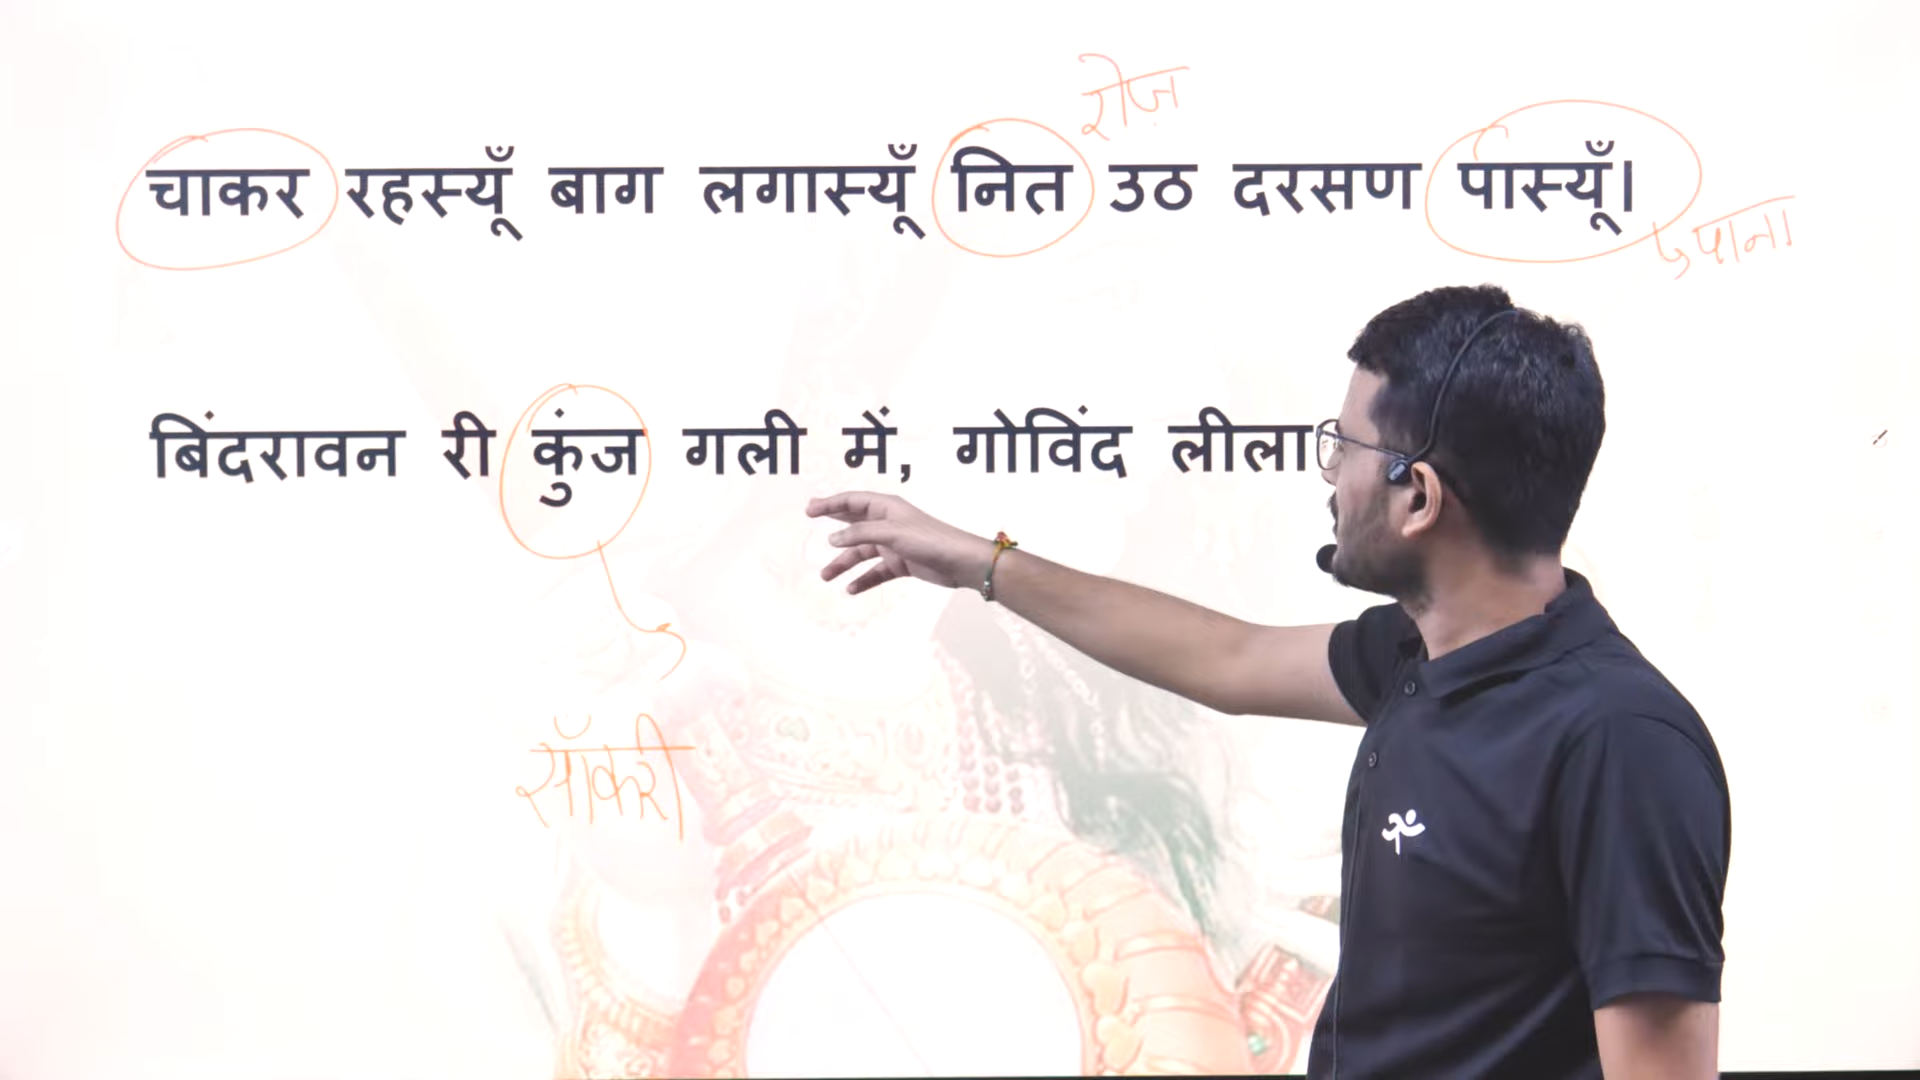 रोज़
चाकर रहस्यूँ बाग लगास्यूँ नित उठ दरसण पास्यूँ।
पाना
बिंदरावन री कुंज गली में, गोविंद लीला
साँकरी